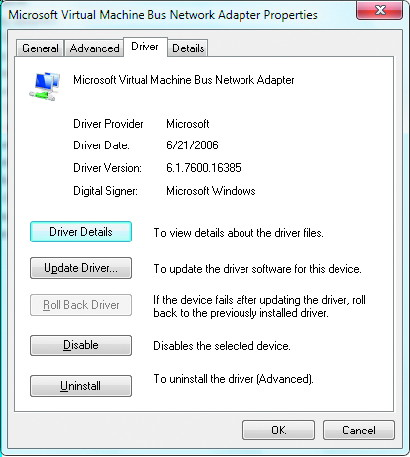 Microsoft Virtual Machine Bus Network Adapter Properties
General Advanced Driver Details
Microsoft Virtual Machine Bus Network Adapter
Driver Provider Microsoft
Driver Date: 6/21/2006
Driver Version: 6.1.7600.16385
Digital Signer: Microsoft Windows
Driver Details To view details about the driver files.
Update Driver... To update the driver software for this device.
Roll Back Driver If the device fails after updating the driver, roll
back to the previously installed driver.
Disable Disables the selected device.
Uninstall To uninstall the driver (Advanced).
OK Cancel